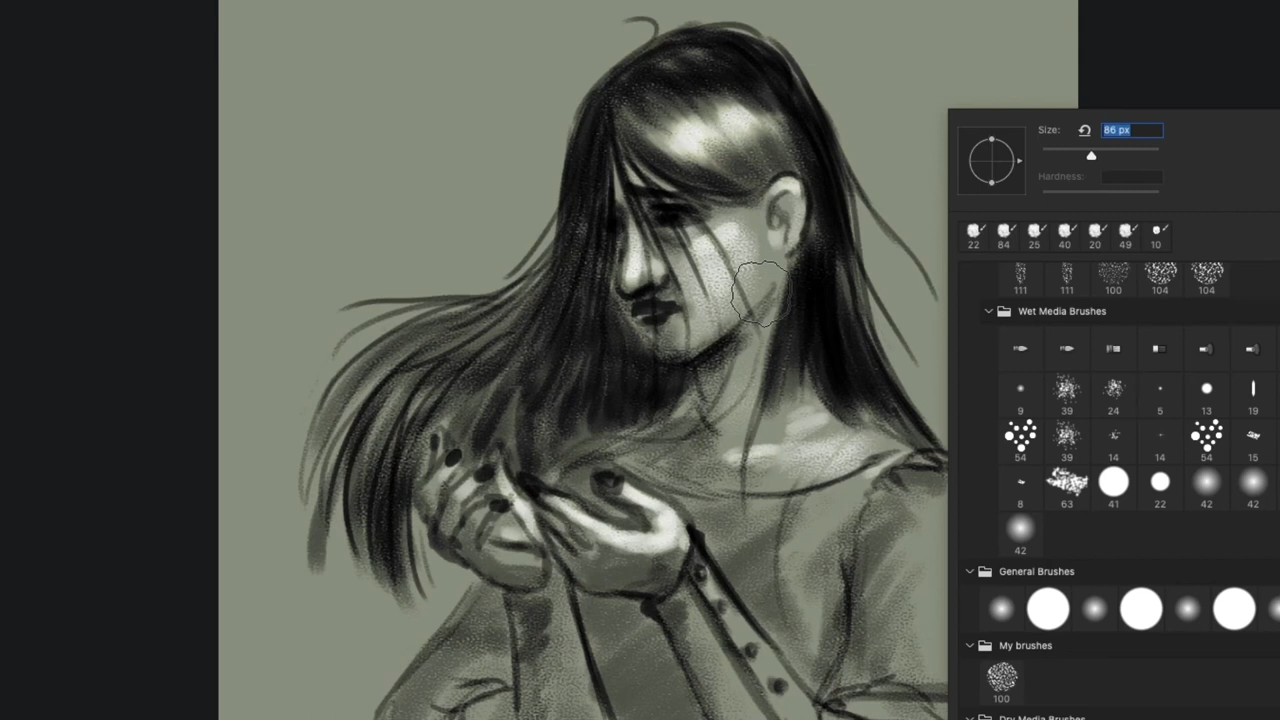 Size: 86 px
Hardness:
22 84 25 40 20 49 10
111 111 100 104 104
Wet Media Brushes
9 39 24 5 13 19
54 39 14 14 54 15
8 63 41 22 42 42
42
General Brushes
My brushes
100
Dry Media Brushes